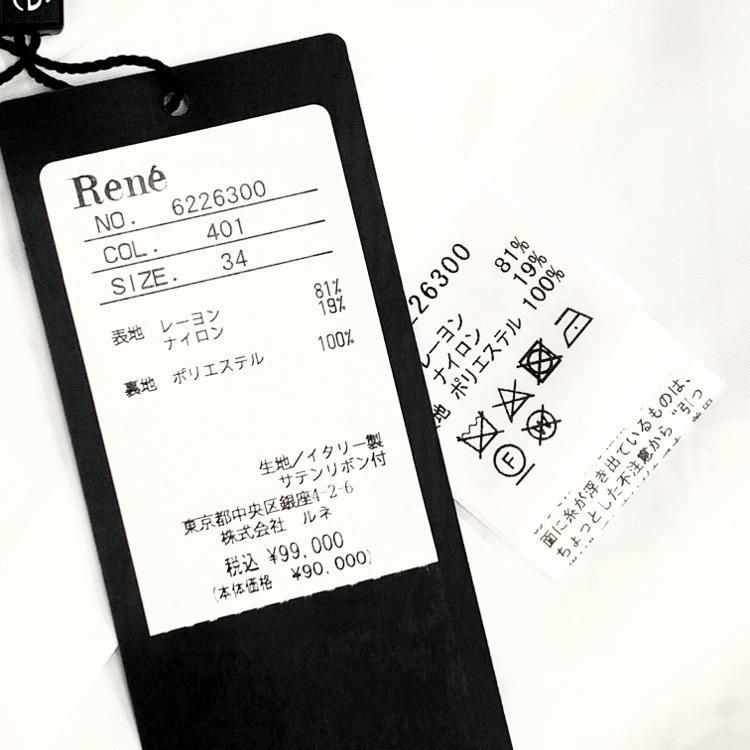 René
NO. 6226300
COL. 401
SIZE. 34
表地 レーヨン 81%
ナイロン 19%
裏地 ポリエステル 100%
生地/イタリー製
サテンリボン付
東京都中央区銀座4-2-6
株式会社 ルネ
税込 ¥99,000
(本体価格 ¥90,000)
26300
レーヨン 81%
ナイロン 19%
地 ポリエステル 100%
F
W
面に糸が浮き出ているものは、
ちょっとした不注意から“引っ